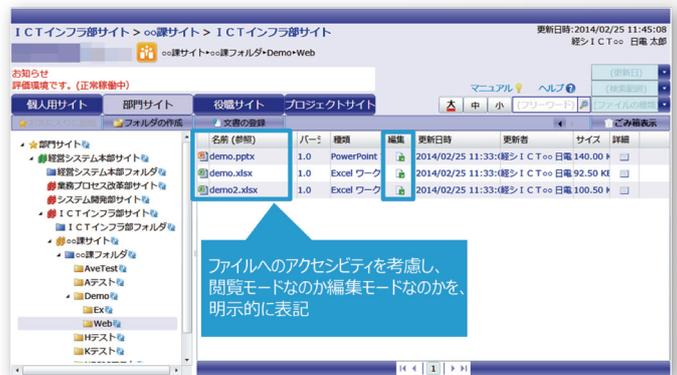 ＩＣＴインフラ部サイト > ○○課サイト > ＩＣＴインフラ部サイト
更新日時:2014/02/25 11:45:08
経シＩＣＴ○○ 日電 太郎
○○課サイト▸○○課フォルダ▸Demo▸Web
お知らせ
評価環境です。(正常稼働中)
マニュアル ヘルプ
(更新日)
(検索範囲)
個人用サイト 部門サイト 役職サイト プロジェクトサイト
大 中 小 (フリーワード) (ファイルの種類
フォルダの作成 文書の登録 ごみ箱表示
名前 (参照) バージ 種類 編集 更新日時 更新者 サイズ 詳細
demo.pptx 1.0 PowerPoint 2014/02/25 11:33:(経シＩＣＴ○○ 日電 140.00 K
demo.xlsx 1.0 Excel ワーク 2014/02/25 11:33:(経シＩＣＴ○○ 日電 92.50 KE
demo2.xlsx 1.0 Excel ワーク 2014/02/25 11:33:(経シＩＣＴ○○ 日電 100.50 K
部門サイト
経営システム本部サイト
経営システム本部フォルダ
業務プロセス改革部サイト
システム開発部サイト
ＩＣＴインフラ部サイト
ＩＣＴインフラ部フォルダ
○○課サイト
○○課フォルダ
AveTest
Aテスト
Demo
Ex
Web
Hテスト
Kテスト
ファイルへのアクセシビティを考慮し、
閲覧モードなのか編集モードなのかを、
明示的に表記
1